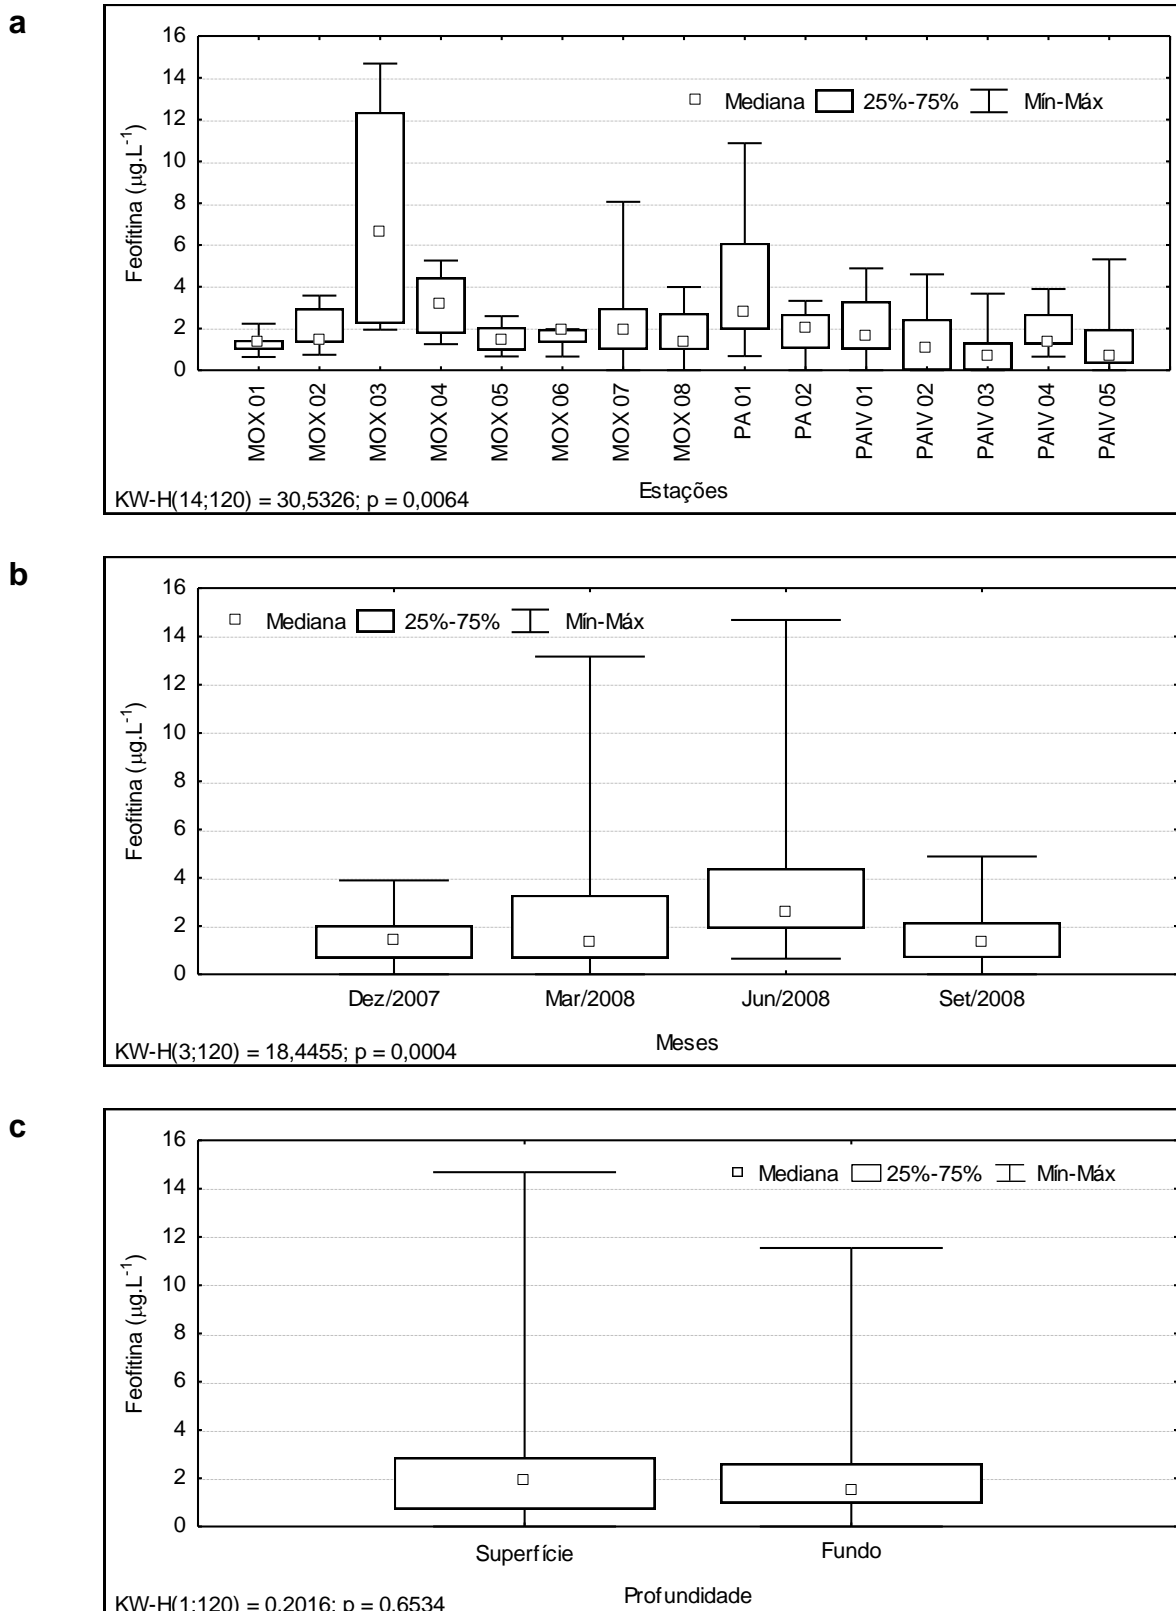 a
16
14
12
10
8
6
4
2
0
Feofitina (μg.L⁻¹)
Mediana 25%-75% Mín-Máx
MOX 01
MOX 02
MOX 03
MOX 04
MOX 05
MOX 06
MOX 07
MOX 08
PA 01
PA 02
PAIV 01
PAIV 02
PAIV 03
PAIV 04
PAIV 05
Estações
KW-H(14;120) = 30,5326; p = 0,0064
b
16
14
12
10
8
6
4
2
0
Feofitina (μg.L⁻¹)
Mediana 25%-75% Mín-Máx
Dez/2007 Mar/2008 Jun/2008 Set/2008
Meses
KW-H(3;120) = 18,4455; p = 0,0004
c
16
14
12
10
8
6
4
2
0
Feofitina (μg.L⁻¹)
Mediana 25%-75% Mín-Máx
Superfície Fundo
Profundidade
KW-H(1;120) = 0,2016; p = 0,6534